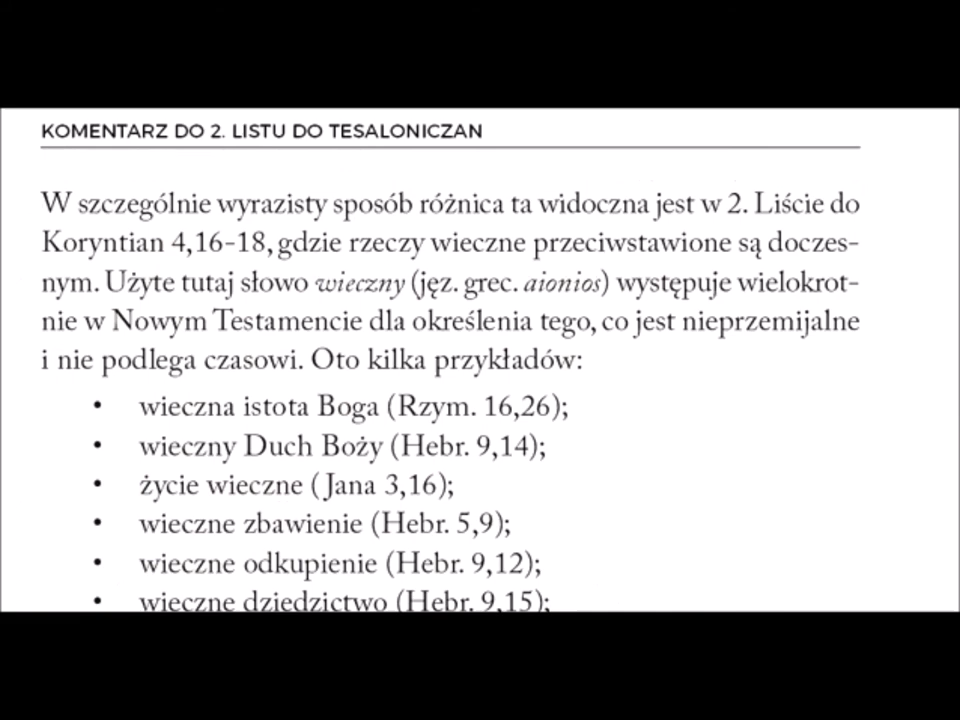 KOMENTARZ DO 2. LISTU DO TESALONICZAN
W szczególnie wyrazisty sposób różnica ta widoczna jest w 2. Liście do
Koryntian 4,16-18, gdzie rzeczy wieczne przeciwstawione są doczes-
nym. Użyte tutaj słowo wieczny (jęz. grec. aionios) występuje wielokrot-
nie w Nowym Testamencie dla określenia tego, co jest nieprzemijalne
i nie podlega czasowi. Oto kilka przykładów:
• wieczna istota Boga (Rzym. 16,26);
• wieczny Duch Boży (Hebr. 9,14);
• życie wieczne (Jana 3,16);
• wieczne zbawienie (Hebr. 5,9);
• wieczne odkupienie (Hebr. 9,12);
• wieczne dziedzictwo (Hebr. 9,15);